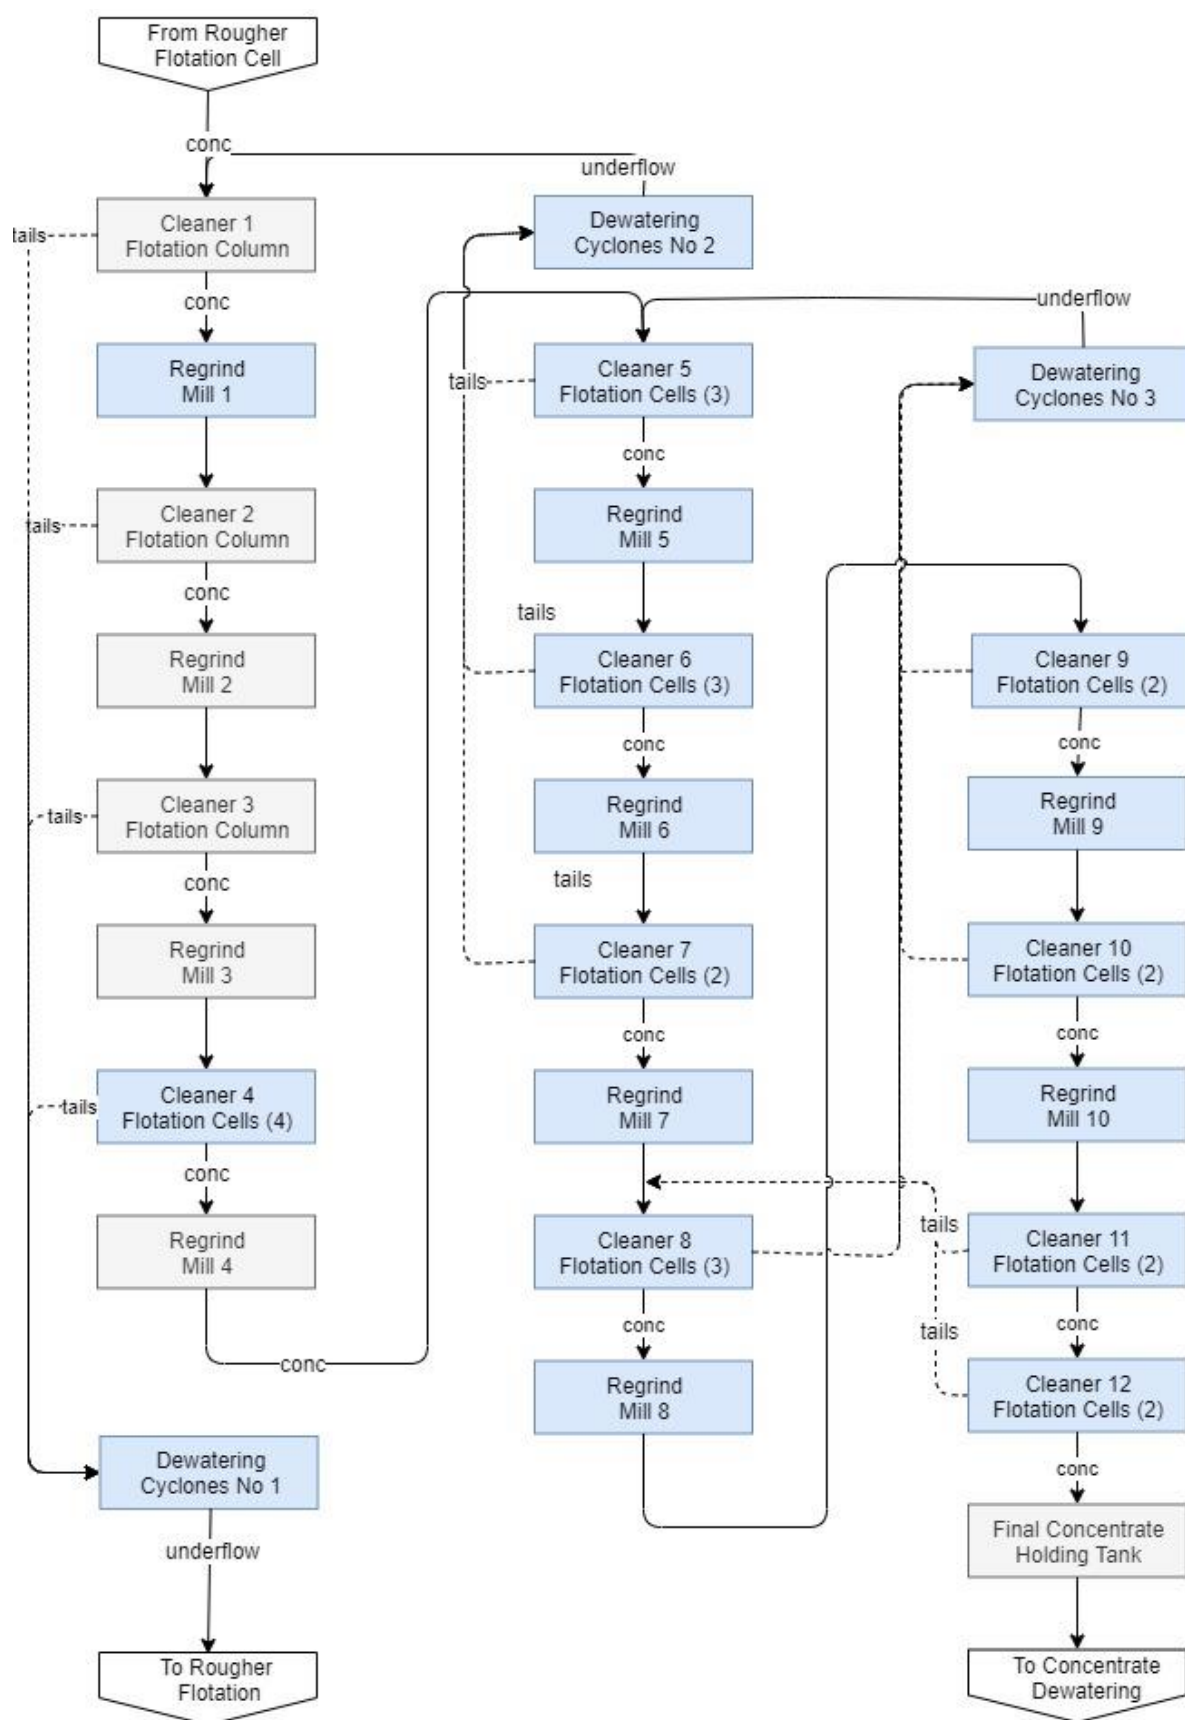 From Rougher
Flotation Cell
conc
Cleaner 1
Flotation Column
tails
conc
Regrind
Mill 1
Cleaner 2
Flotation Column
tails
conc
Regrind
Mill 2
Cleaner 3
Flotation Column
tails
conc
Regrind
Mill 3
Cleaner 4
Flotation Cells (4)
tails
conc
Regrind
Mill 4
conc
Dewatering
Cyclones No 1
underflow
To Rougher
Flotation
underflow
Dewatering
Cyclones No 2
Cleaner 5
Flotation Cells (3)
tails
conc
Regrind
Mill 5
tails
Cleaner 6
Flotation Cells (3)
conc
Regrind
Mill 6
tails
Cleaner 7
Flotation Cells (2)
conc
Regrind
Mill 7
Cleaner 8
Flotation Cells (3)
conc
Regrind
Mill 8
underflow
Dewatering
Cyclones No 3
Cleaner 9
Flotation Cells (2)
conc
Regrind
Mill 9
Cleaner 10
Flotation Cells (2)
conc
Regrind
Mill 10
tails
Cleaner 11
Flotation Cells (2)
conc
tails
Cleaner 12
Flotation Cells (2)
conc
Final Concentrate
Holding Tank
To Concentrate
Dewatering